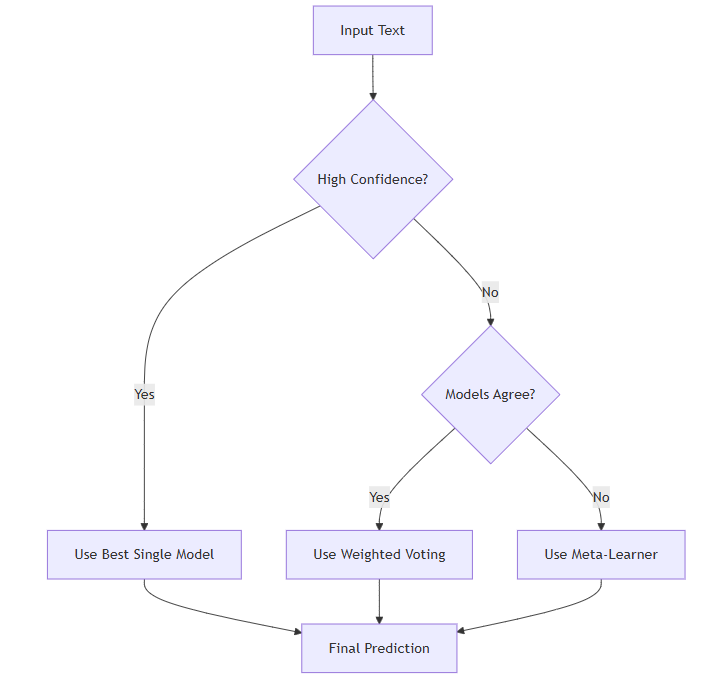 Input Text
High Confidence?
No
Yes
Models Agree?
Yes
No
Use Best Single Model
Use Weighted Voting
Use Meta-Learner
Final Prediction